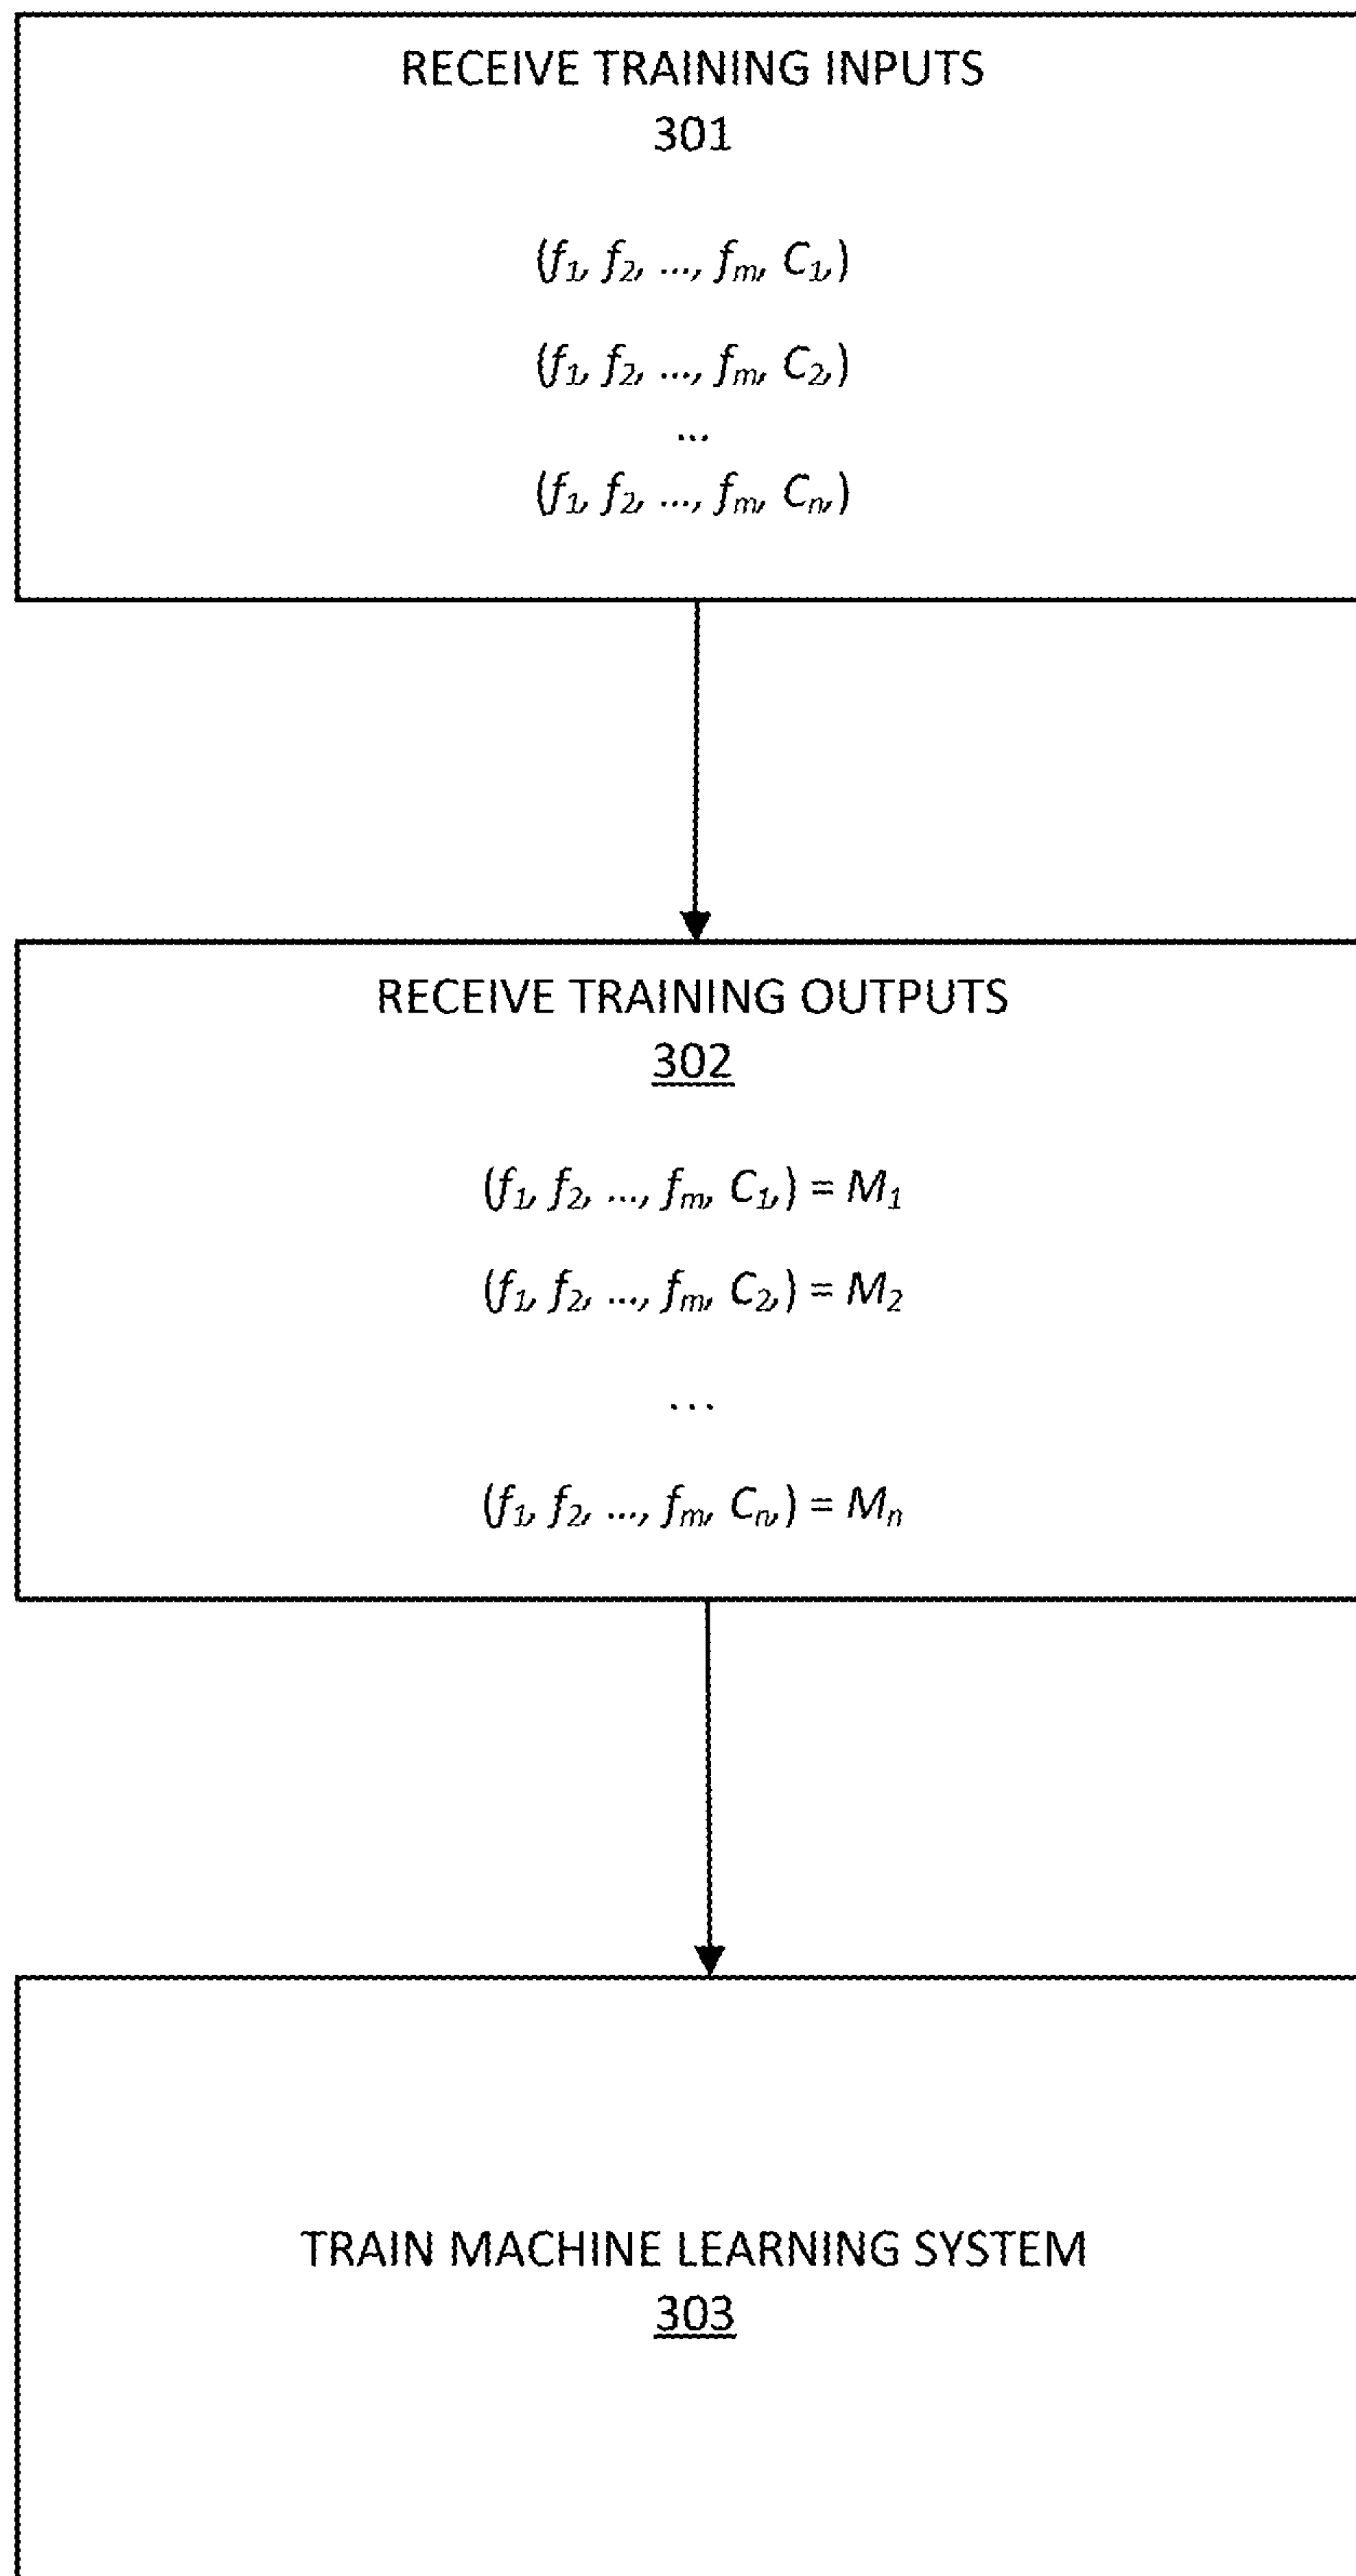 RECEIVE TRAINING INPUTS
301
(f₁, f₂, ..., fₘ, C₁,)
(f₁, f₂, ..., fₘ, C₂,)
...
(f₁, f₂, ..., fₘ, Cₙ,)
RECEIVE TRAINING OUTPUTS
302
(f₁, f₂, ..., fₘ, C₁,) = M₁
(f₁, f₂, ..., fₘ, C₂,) = M₂
...
(f₁, f₂, ..., fₘ, Cₙ,) = Mₙ
TRAIN MACHINE LEARNING SYSTEM
303